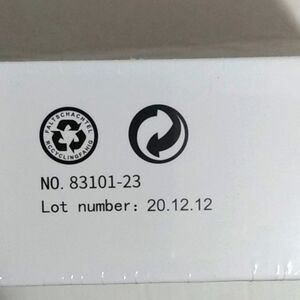 FALTSCHACHTEL
RECYCLINGFÄHIG
NO. 83101-23
Lot number: 20.12.12